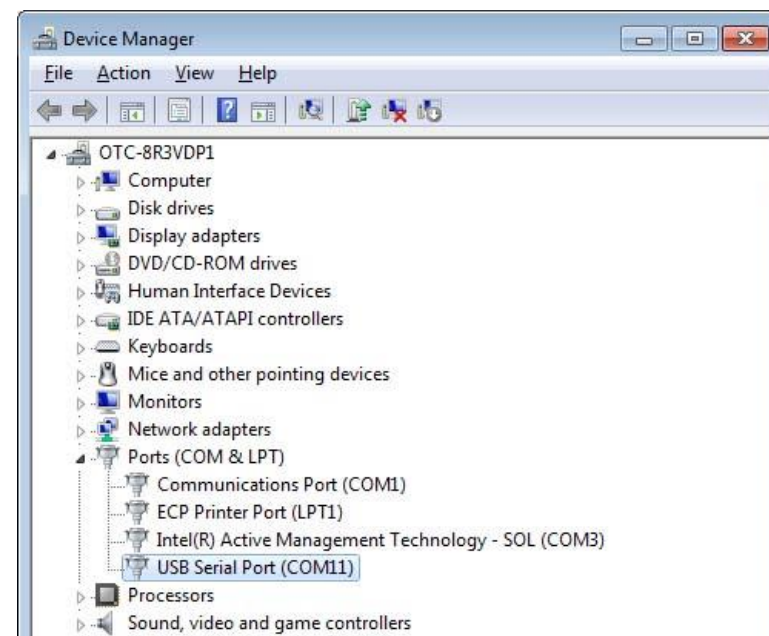 Device Manager
File Action View Help
OTC-8R3VDP1
Computer
Disk drives
Display adapters
DVD/CD-ROM drives
Human Interface Devices
IDE ATA/ATAPI controllers
Keyboards
Mice and other pointing devices
Monitors
Network adapters
Ports (COM & LPT)
Communications Port (COM1)
ECP Printer Port (LPT1)
Intel(R) Active Management Technology - SOL (COM3)
USB Serial Port (COM11)
Processors
Sound, video and game controllers